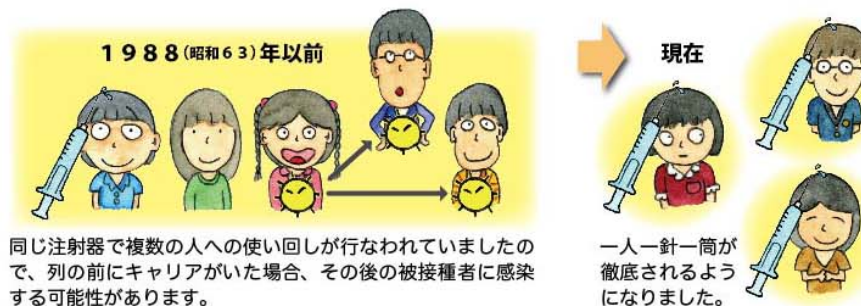 1988(昭和63)年以前
同じ注射器で複数の人への使い回しが行なわれていましたの
で、列の前にキャリアがいた場合、その後の被接種者に感染
する可能性があります。
現在
一人一針一筒が
徹底されるよう
になりました。